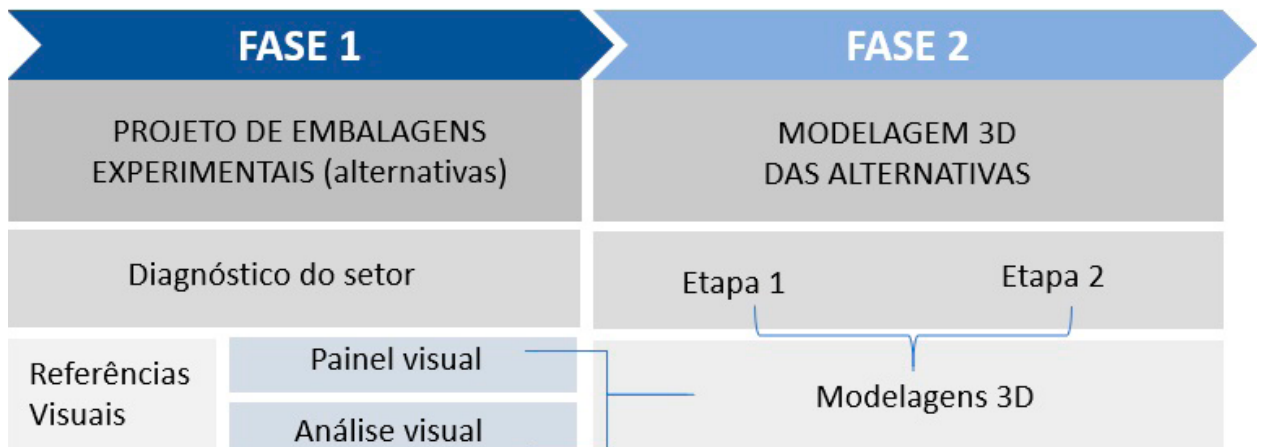 FASE 1
FASE 2
PROJETO DE EMBALAGENS
EXPERIMENTAIS (alternativas)
MODELAGEM 3D
DAS ALTERNATIVAS
Diagnóstico do setor
Etapa 1
Etapa 2
Referências
Visuais
Painel visual
Análise visual
Modelagens 3D